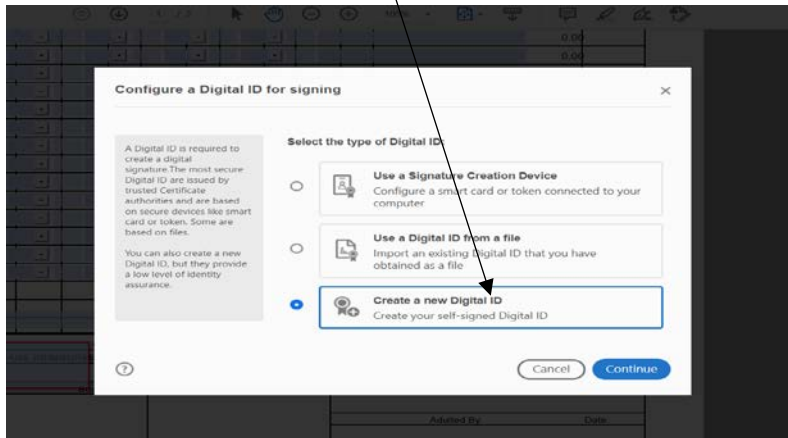 0.00
0.00
Configure a Digital ID for signing
A Digital ID is required to
create a digital
signature.The most secure
Digital ID are issued by
trusted Certificate
authorities and are based
on secure devices like smart
card or token. Some are
based on files.
You can also create a new
Digital ID, but they provide
a low level of identity
assurance.
Select the type of Digital ID:
Use a Signature Creation Device
Configure a smart card or token connected to your
computer
Use a Digital ID from a file
Import an existing Digital ID that you have
obtained as a file
Create a new Digital ID
Create your self-signed Digital ID
Cancel
Continue
By
Date